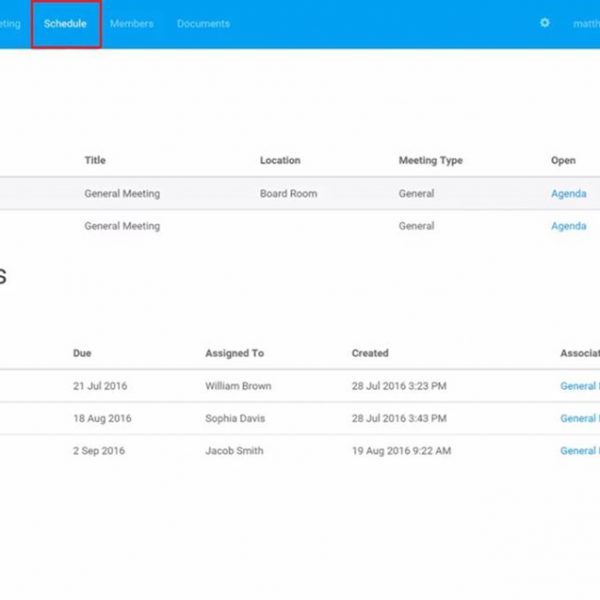 eting Schedule Members Documents matth
Title Location Meeting Type Open
General Meeting Board Room General Agenda
General Meeting General Agenda
s
Due Assigned To Created Associat
21 Jul 2016 William Brown 28 Jul 2016 3:23 PM General
18 Aug 2016 Sophia Davis 28 Jul 2016 3:43 PM General
2 Sep 2016 Jacob Smith 19 Aug 2016 9:22 AM General